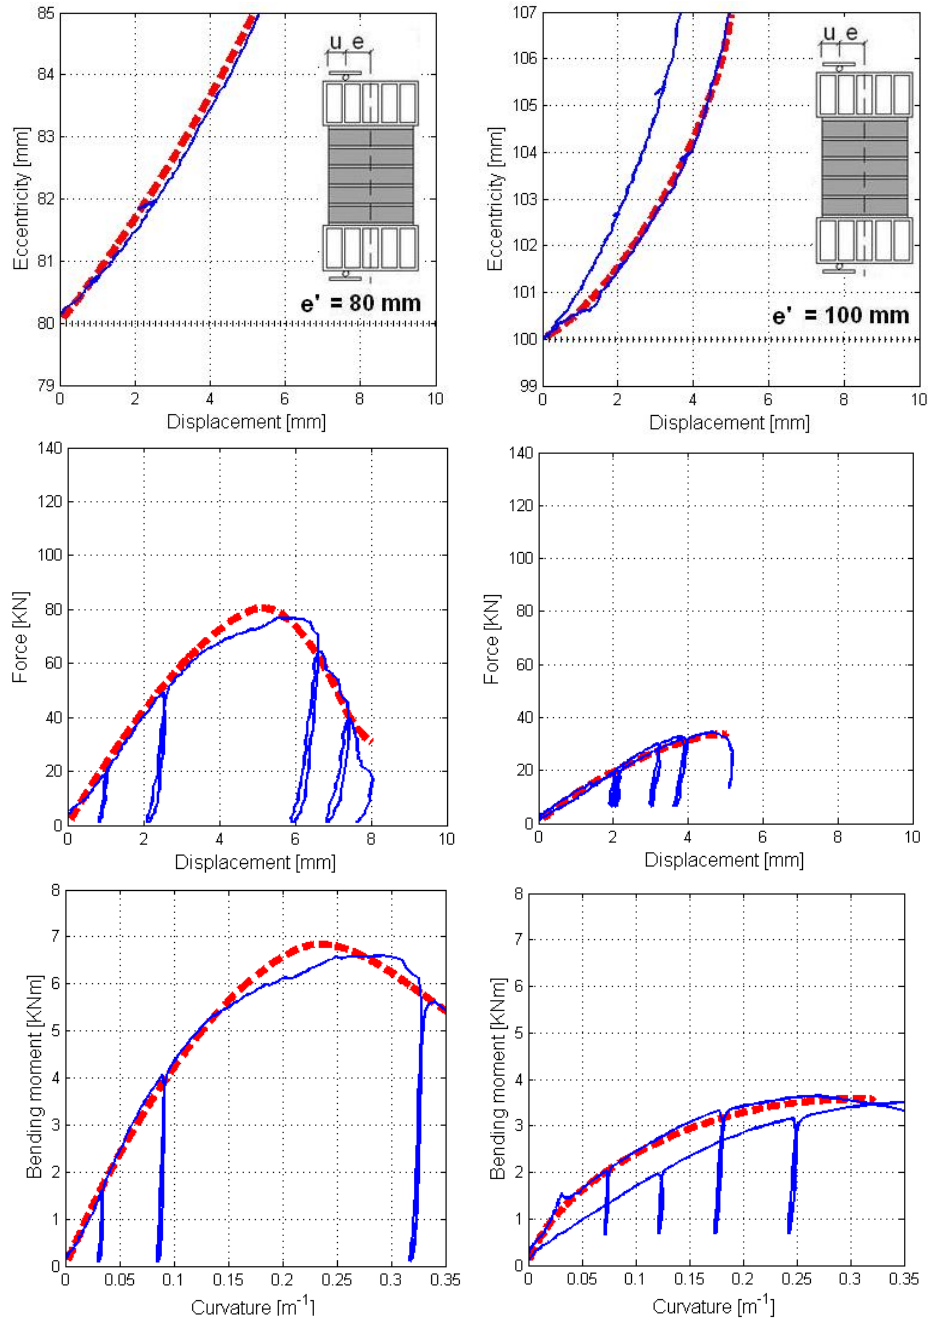 85
84
83
82
81
80
79
Eccentricity [mm]
u e
e' = 80 mm
0 2 4 6 8 10
Displacement [mm]
107
106
105
104
103
102
101
100
99
Eccentricity [mm]
u e
e' = 100 mm
0 2 4 6 8 10
Displacement [mm]
140
120
100
80
60
40
20
0
Force [KN]
0 2 4 6 8 10
Displacement [mm]
140
120
100
80
60
40
20
0
Force [KN]
0 2 4 6 8 10
Displacement [mm]
8
7
6
5
4
3
2
1
0
Bending moment [KNm]
0 0.05 0.1 0.15 0.2 0.25 0.3 0.35
Curvature [m⁻¹]
8
7
6
5
4
3
2
1
0
Bending moment [KNm]
0 0.05 0.1 0.15 0.2 0.25 0.3 0.35
Curvature [m⁻¹]